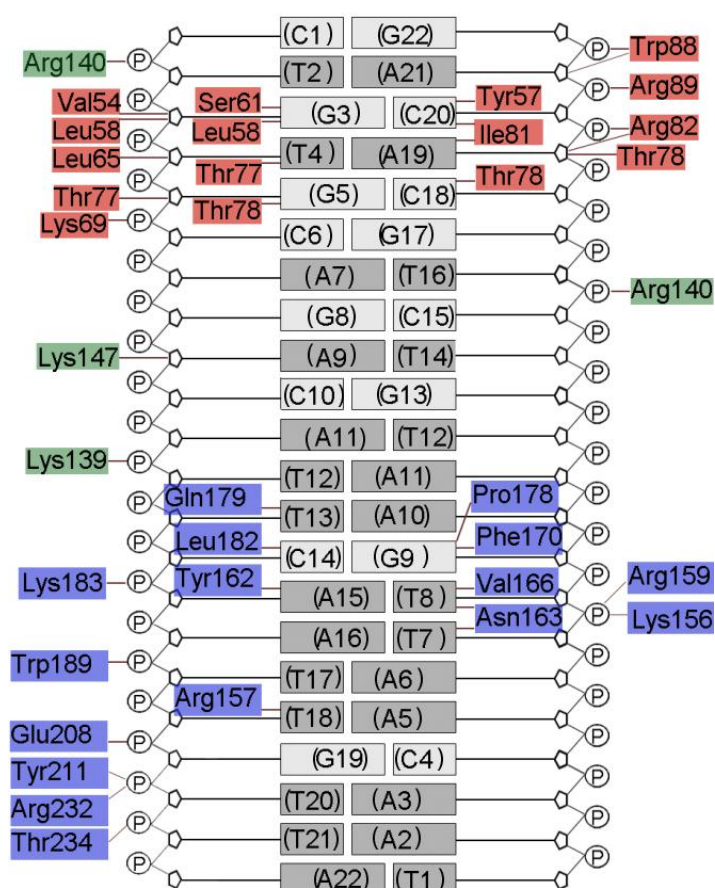 (C1) (G22)
P P Trp88
Arg140 P
(T2) (A21)
P P Arg89
Val54 Ser61 (G3) (C20) Tyr57
Leu58 P Leu58 Ile81 P Arg82
Leu65 (T4) (A19) Thr78
P Thr77 P
Thr77 Thr78 (G5) (C18) Thr78
Lys69 P P
(C6) (G17)
P P
(A7) (T16)
P P Arg140
(G8) (C15)
P P
Lys147 (A9) (T14)
P P
(C10) (G13)
P P
(A11) (T12)
Lys139 P P
(T12) (A11)
P Gln179 Pro178 P
(T13) (A10)
P Leu182 Phe170 P
(C14) (G9)
Lys183 P Tyr162 Val166 P Arg159
(A15) (T8)
P Asn163 P Lys156
(A16) (T7)
Trp189 P P
(T17) (A6)
P Arg157 P
(T18) (A5)
Glu208 P P
(G19) (C4)
Tyr211 P P
Arg232 (T20) (A3)
Thr234 P P
(T21) (A2)
P P
(A22) (T1)